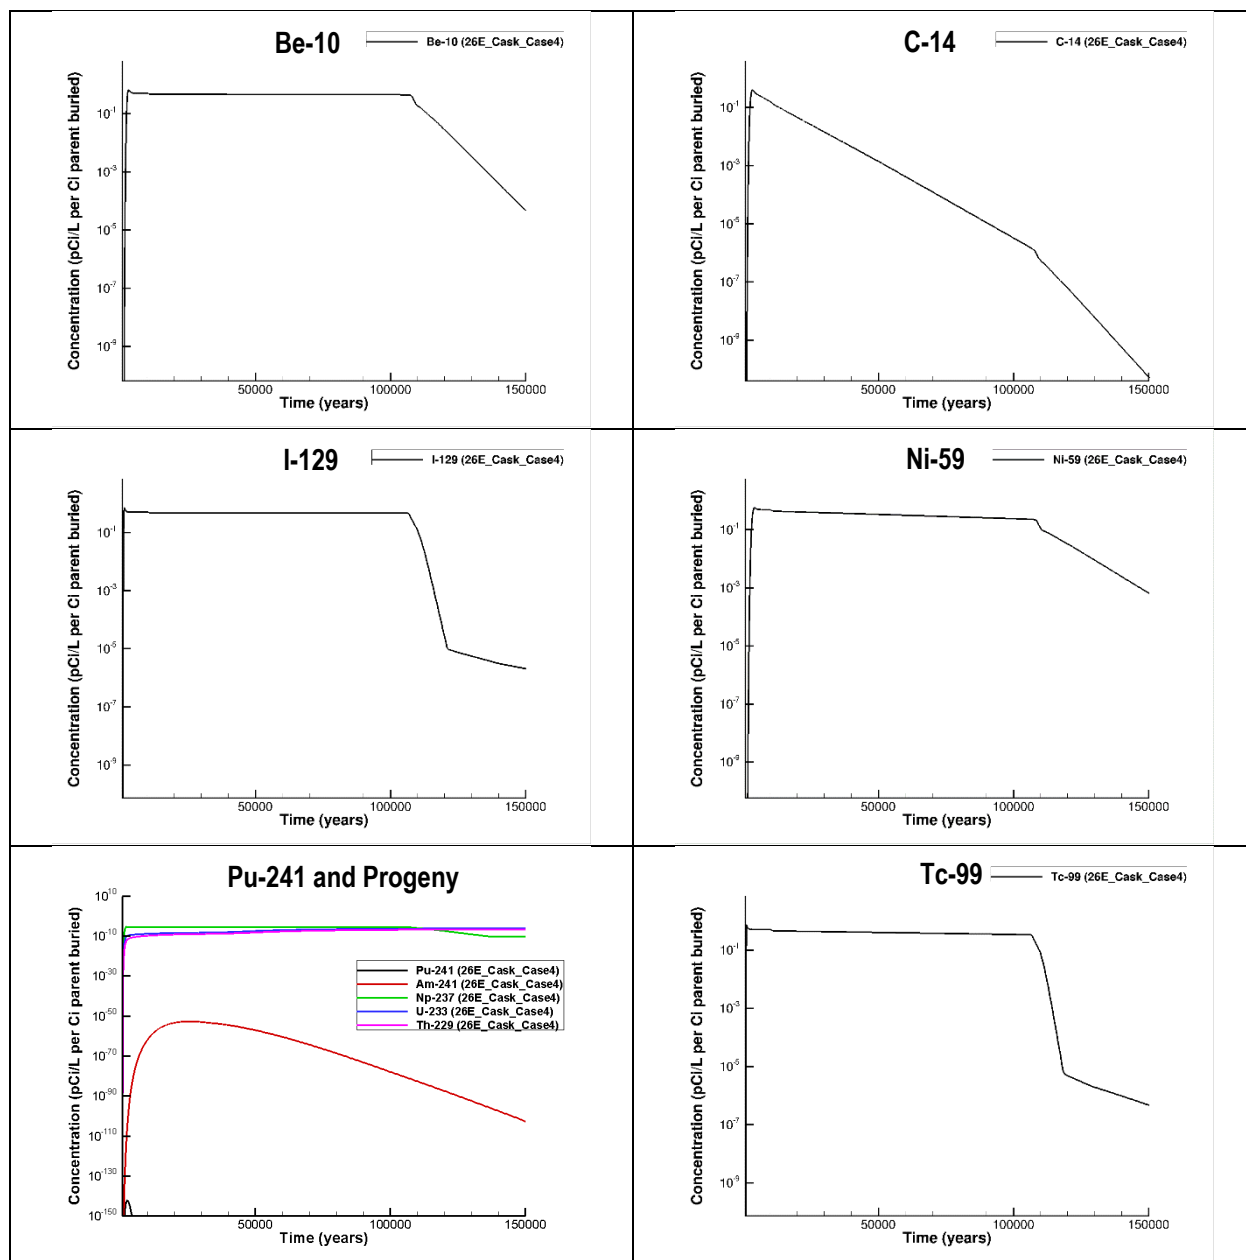 Be-10
Be-10 (26E_Cask_Case4)
Concentration (pCi/L per Ci parent buried)
10⁻¹
10⁻³
10⁻⁵
10⁻⁷
10⁻⁹
50000 100000 150000
Time (years)
C-14
C-14 (26E_Cask_Case4)
Concentration (pCi/L per Ci parent buried)
10⁻¹
10⁻³
10⁻⁵
10⁻⁷
10⁻⁹
50000 100000 150000
Time (years)
I-129
I-129 (26E_Cask_Case4)
Concentration (pCi/L per Ci parent buried)
10⁻¹
10⁻³
10⁻⁵
10⁻⁷
10⁻⁹
50000 100000 150000
Time (years)
Ni-59
Ni-59 (26E_Cask_Case4)
Concentration (pCi/L per Ci parent buried)
10⁻¹
10⁻³
10⁻⁵
10⁻⁷
10⁻⁹
50000 100000 150000
Time (years)
Pu-241 and Progeny
Concentration (pCi/L per Ci parent buried)
10¹⁰
10⁻¹⁰
10⁻³⁰
10⁻⁵⁰
10⁻⁷⁰
10⁻⁹⁰
10⁻¹¹⁰
10⁻¹³⁰
10⁻¹⁵⁰
Pu-241 (26E_Cask_Case4)
Am-241 (26E_Cask_Case4)
Np-237 (26E_Cask_Case4)
U-233 (26E_Cask_Case4)
Th-229 (26E_Cask_Case4)
50000 100000 150000
Time (years)
Tc-99
Tc-99 (26E_Cask_Case4)
Concentration (pCi/L per Ci parent buried)
10⁻¹
10⁻³
10⁻⁵
10⁻⁷
10⁻⁹
50000 100000 150000
Time (years)